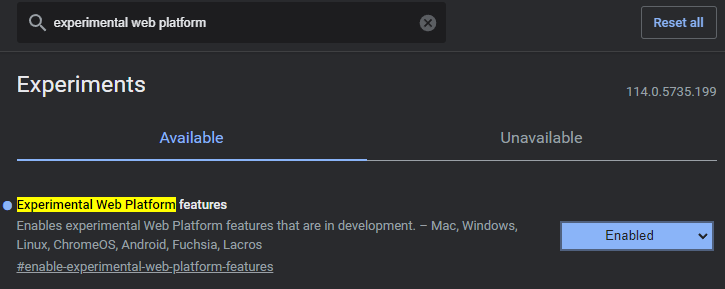 experimental web platform
Reset all
Experiments
114.0.5735.199
Available
Unavailable
Experimental Web Platform features
Enables experimental Web Platform features that are in development. – Mac, Windows,
Linux, ChromeOS, Android, Fuchsia, Lacros
Enabled
#enable-experimental-web-platform-features